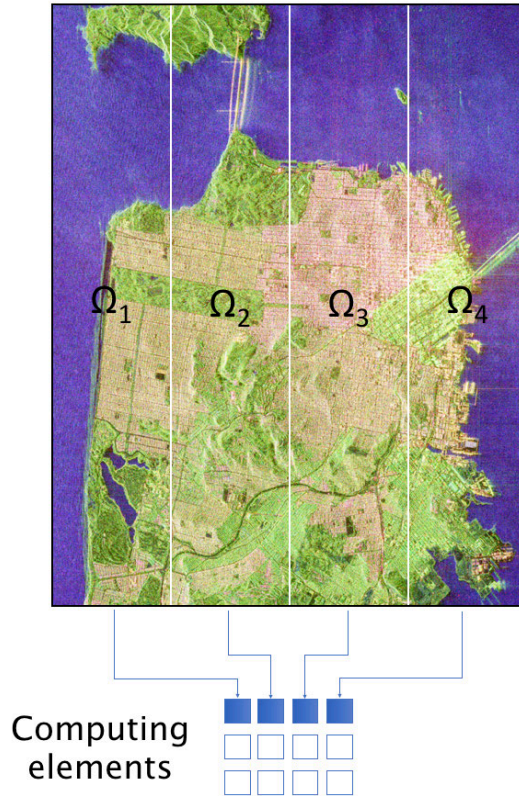 Ω₁ Ω₂ Ω₃ Ω₄
Computing
elements